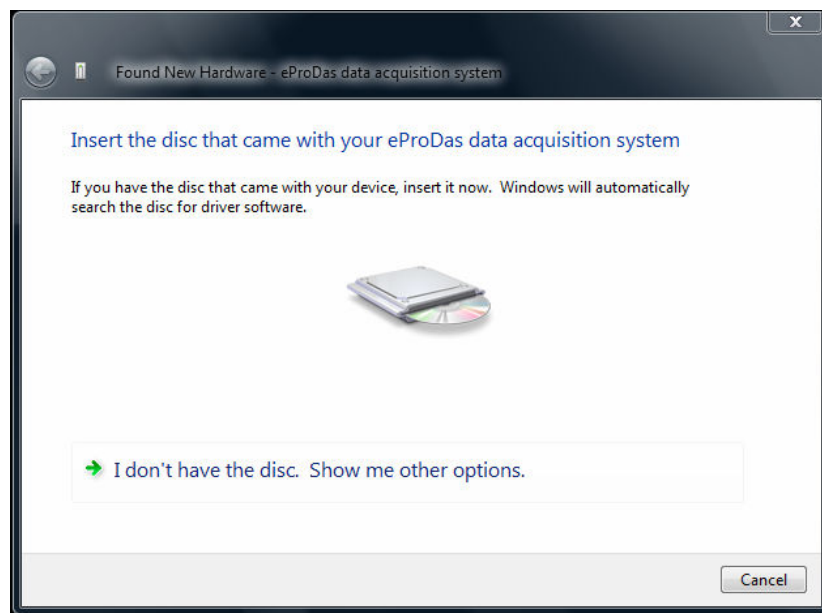 Found New Hardware - eProDas data acquisition system
Insert the disc that came with your eProDas data acquisition system
If you have the disc that came with your device, insert it now.  Windows will automatically
search the disc for driver software.
I don't have the disc.  Show me other options.
Cancel